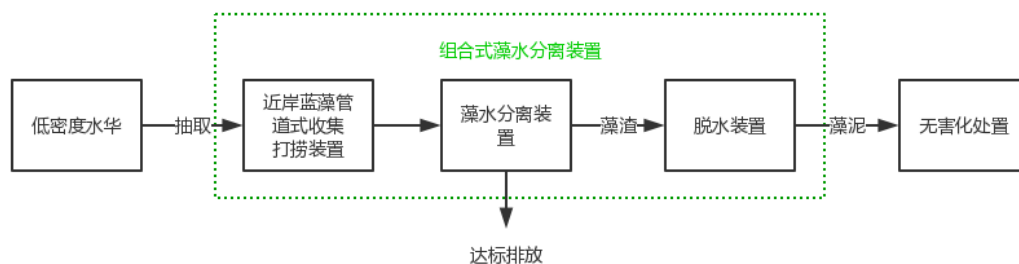 组合式藻水分离装置
低密度水华
抽取
近岸蓝藻管
道式收集
打捞装置
藻水分离装
置
藻渣
脱水装置
藻泥
无害化处置
达标排放